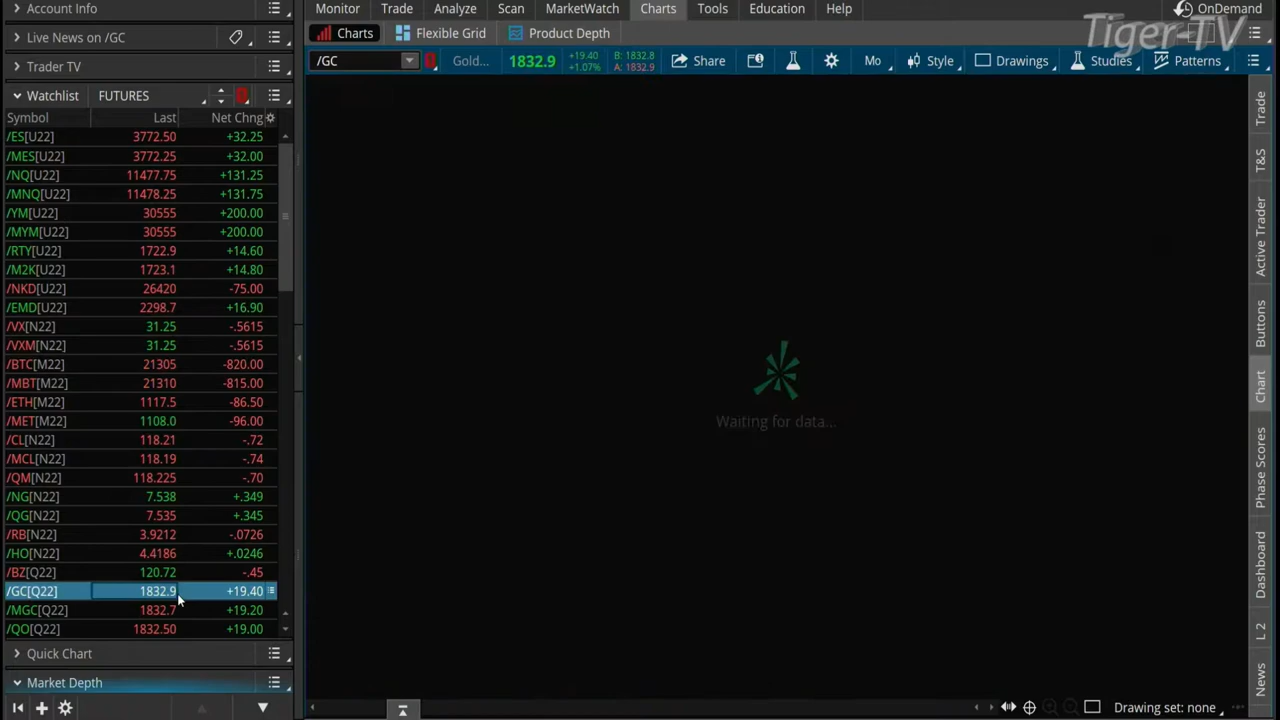 Account Info
Live News on /GC
Trader TV
Watchlist FUTURES
Symbol Last Net Chng
/ES[U22] 3772.50 +32.25
/MES[U22] 3772.25 +32.00
/NQ[U22] 11477.75 +131.25
/MNQ[U22] 11478.25 +131.75
/YM[U22] 30555 +200.00
/MYM[U22] 30555 +200.00
/RTY[U22] 1722.9 +14.60
/M2K[U22] 1723.1 +14.80
/NKD[U22] 26420 -75.00
/EMD[U22] 2298.7 +16.90
/VX[N22] 31.25 -.5615
/VXM[N22] 31.25 -.5615
/BTC[M22] 21305 -820.00
/MBT[M22] 21310 -815.00
/ETH[M22] 1117.5 -86.50
/MET[M22] 1108.0 -96.00
/CL[N22] 118.21 -.72
/MCL[N22] 118.19 -.74
/QM[N22] 118.225 -.70
/NG[N22] 7.538 +.349
/QG[N22] 7.535 +.345
/RB[N22] 3.9212 -.0726
/HO[N22] 4.4186 +.0246
/BZ[Q22] 120.72 -.45
/GC[Q22] 1832.9 +19.40
/MGC[Q22] 1832.7 +19.20
/QO[Q22] 1832.50 +19.00
Quick Chart
Market Depth
Monitor Trade Analyze Scan MarketWatch Charts Tools Education Help OnDemand
Tiger-TV
Charts Flexible Grid Product Depth
/GC Gold... 1832.9 +19.40 B: 1832.8 Share Mo Style Drawings Studies Patterns
+1.07% A: 1832.9
Waiting for data...
Trade
T&S
Active Trader
Buttons
Chart
Phase Scores
Dashboard
L 2
News
Drawing set: none